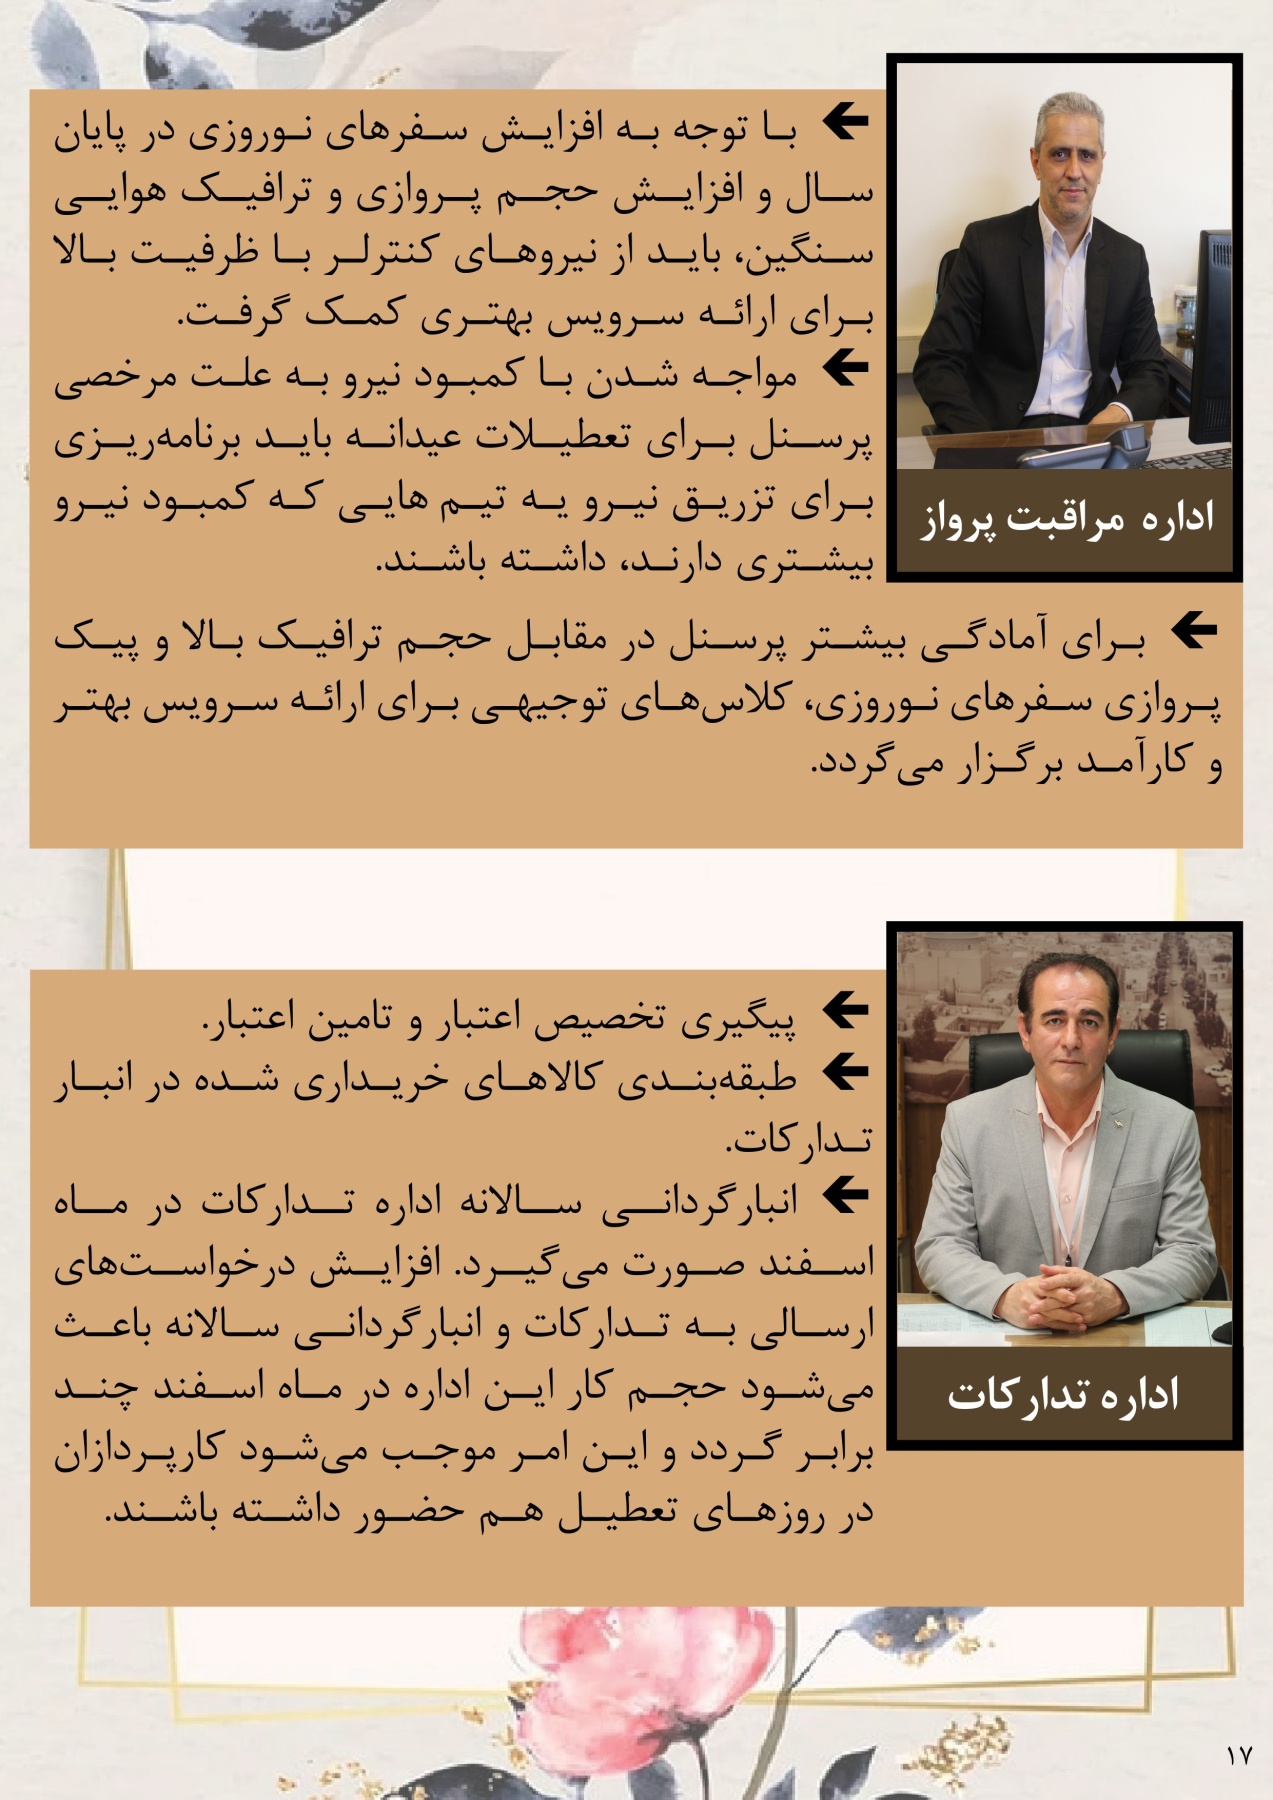 با توجه به افزایش سفرهای نوروزی در پایان
سال و افزایش حجم پروازی و ترافیک هوایی
سنگین، باید از نیروهای کنترلر با ظرفیت بالا
برای ارائه سرویس بهتری کمک گرفت.
مواجه شدن با کمبود نیرو به علت مرخصی
پرسنل برای تعطیلات عیدانه باید برنامه‌ریزی
برای تزریق نیرو یه تیم هایی که کمبود نیرو
بیشتری دارند، داشته باشند.
اداره مراقبت پرواز
برای آمادگی بیشتر پرسنل در مقابل حجم ترافیک بالا و پیک
پروازی سفرهای نوروزی، کلاس‌های توجیهی برای ارائه سرویس بهتر
و کارآمد برگزار می‌گردد.
پیگیری تخصیص اعتبار و تامین اعتبار.
طبقه‌بندی کالاهای خریداری شده در انبار
تدارکات.
انبارگردانی سالانه اداره تدارکات در ماه
اسفند صورت می‌گیرد. افزایش درخواست‌های
ارسالی به تدارکات و انبارگردانی سالانه باعث
می‌شود حجم کار این اداره در ماه اسفند چند
برابر گردد و این امر موجب می‌شود کارپردازان
در روزهای تعطیل هم حضور داشته باشند.
اداره تدارکات
۱۷